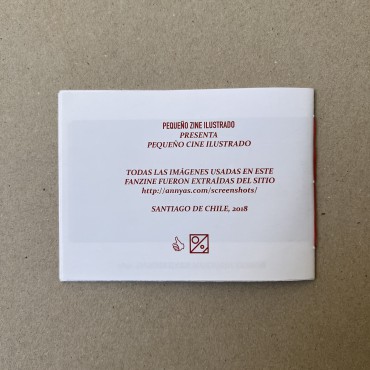 PEQUEÑO ZINE ILUSTRADO
PRESENTA
PEQUEÑO CINE ILUSTRADO
TODAS LAS IMÁGENES USADAS EN ESTE
FANZINE FUERON EXTRAÍDAS DEL SITIO
http://annyas.com/screenshots/
SANTIAGO DE CHILE, 2018